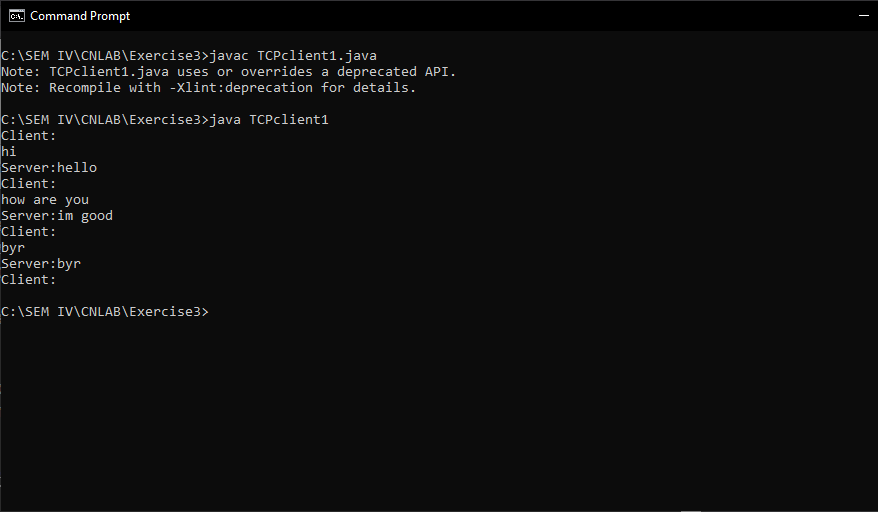 Command Prompt
C:\SEM IV\CNLAB\Exercise3>javac TCPclient1.java
Note: TCPclient1.java uses or overrides a deprecated API.
Note: Recompile with -Xlint:deprecation for details.
C:\SEM IV\CNLAB\Exercise3>java TCPclient1
Client:
hi
Server:hello
Client:
how are you
Server:im good
Client:
byr
Server:byr
Client:
C:\SEM IV\CNLAB\Exercise3>